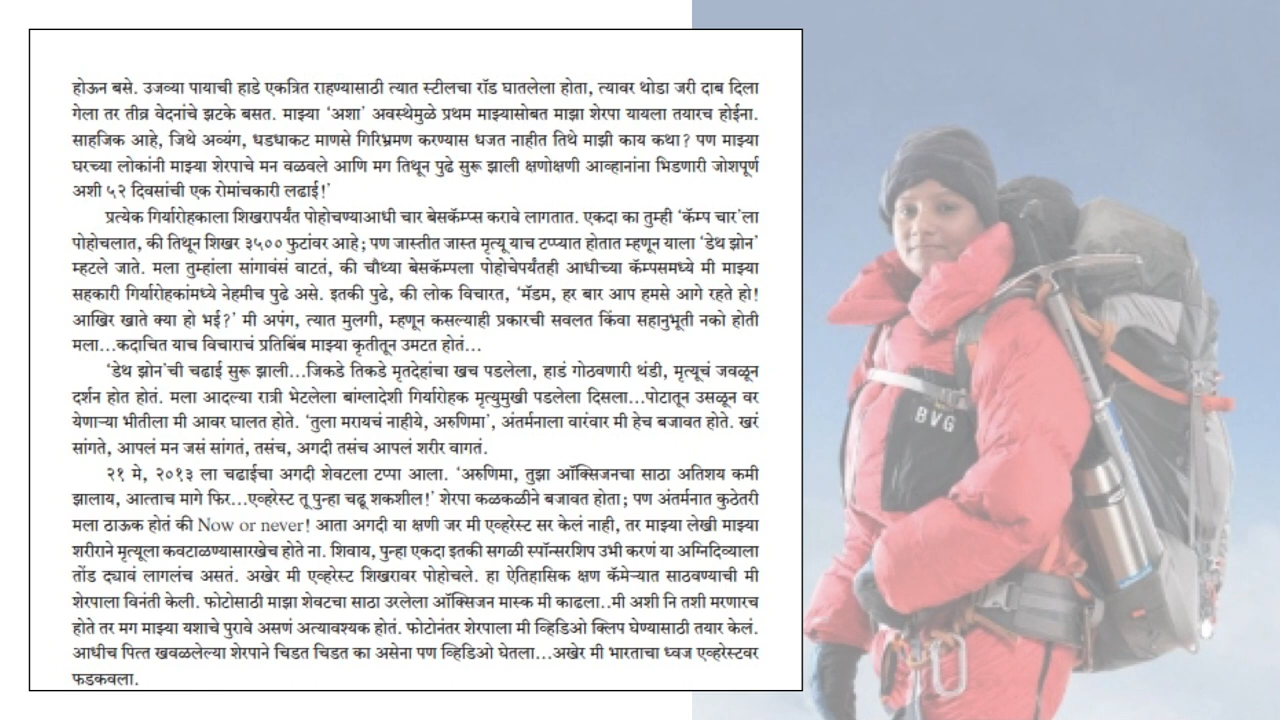 होऊन बसे. उजव्या पायाची हाडे एकत्रित राहण्यासाठी त्यात स्टीलचा रॉड घातलेला होता, त्यावर थोडा जरी दाब दिला
गेला तर तीव्र वेदनांचे झटके बसत. माझ्या ‘अशा’ अवस्थेमुळे प्रथम माझ्यासोबत माझा शेरपा यायला तयारच होईना.
साहजिक आहे, जिथे अव्यंग, धडधाकट माणसे गिरिभ्रमण करण्यास धजत नाहीत तिथे माझी काय कथा? पण माझ्या
घरच्या लोकांनी माझ्या शेरपाचे मन वळवले आणि मग तिथून पुढे सुरू झाली क्षणोक्षणी आव्हानांना भिडणारी जोशपूर्ण
अशी ५२ दिवसांची एक रोमांचकारी लढाई!’
प्रत्येक गिर्यारोहकाला शिखरापर्यंत पोहोचण्याआधी चार बेसकॅम्प्स करावे लागतात. एकदा का तुम्ही ‘कॅम्प चार’ला
पोहोचलात, की तिथून शिखर ३५०० फुटांवर आहे; पण जास्तीत जास्त मृत्यू याच टप्प्यात होतात म्हणून याला ‘डेथ झोन’
म्हटले जाते. मला तुम्हांला सांगावंसं वाटतं, की चौथ्या बेसकॅम्पला पोहोचेपर्यंतही आधीच्या कॅम्पसमध्ये मी माझ्या
सहकारी गिर्यारोहकांमध्ये नेहमीच पुढे असे. इतकी पुढे, की लोक विचारत, ‘मॅडम, हर बार आप हमसे आगे रहते हो!
आखिर खाते क्या हो भई?’ मी अपंग, त्यात मुलगी, म्हणून कसल्याही प्रकारची सवलत किंवा सहानुभूती नको होती
मला...कदाचित याच विचाराचं प्रतिबिंब माझ्या कृतीतून उमटत होतं...
‘डेथ झोन’ची चढाई सुरू झाली...जिकडे तिकडे मृतदेहांचा खच पडलेला, हाडं गोठवणारी थंडी, मृत्यूचं जवळून
दर्शन होत होतं. मला आदल्या रात्री भेटलेला बांग्लादेशी गिर्यारोहक मृत्युमुखी पडलेला दिसला...पोटातून उसळून वर
येणाऱ्या भीतीला मी आवर घालत होते. ‘तुला मरायचं नाहीये, अरुणिमा’, अंतर्मनाला वारंवार मी हेच बजावत होते. खरं
सांगते, आपलं मन जसं सांगतं, तसंच, अगदी तसंच आपलं शरीर वागतं.
२१ मे, २०१३ ला चढाईचा अगदी शेवटला टप्पा आला. ‘अरुणिमा, तुझा ऑक्सिजनचा साठा अतिशय कमी
झालाय, आत्ताच मागे फिर...एव्हरेस्ट तू पुन्हा चढू शकशील!’ शेरपा कळकळीने बजावत होता; पण अंतर्मनात कुठेतरी
मला ठाऊक होतं की Now or never! आता अगदी या क्षणी जर मी एव्हरेस्ट सर केलं नाही, तर माझ्या लेखी माझ्या
शरीराने मृत्यूला कवटाळण्यासारखेच होते ना. शिवाय, पुन्हा एकदा इतकी सगळी स्पॉन्सरशिप उभी करणं या अग्निदिव्याला
तोंड द्यावं लागलंच असतं. अखेर मी एव्हरेस्ट शिखरावर पोहोचले. हा ऐतिहासिक क्षण कॅमेऱ्यात साठवण्याची मी
शेरपाला विनंती केली. फोटोसाठी माझा शेवटचा साठा उरलेला ऑक्सिजन मास्क मी काढला..मी अशी नि तशी मरणारच
होते तर मग माझ्या यशाचे पुरावे असणं अत्यावश्यक होतं. फोटोनंतर शेरपाला मी व्हिडिओ क्लिप घेण्यासाठी तयार केलं.
आधीच पित्त खवळलेल्या शेरपाने चिडत चिडत का असेना पण व्हिडिओ घेतला...अखेर मी भारताचा ध्वज एव्हरेस्टवर
फडकवला.
BVG